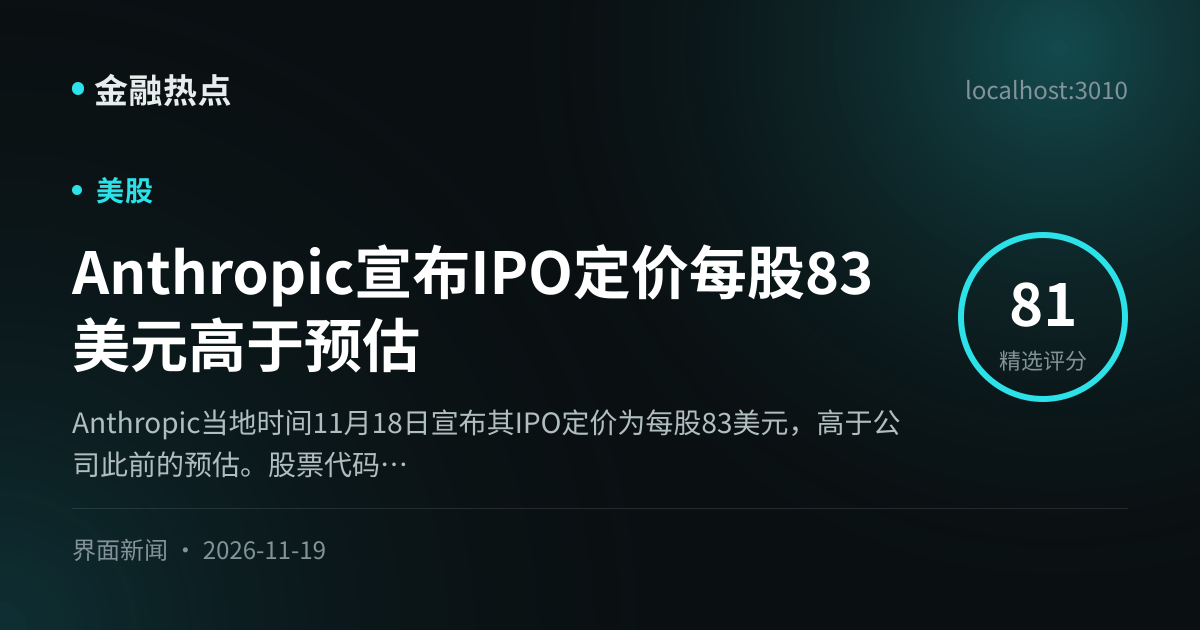 金融热点
localhost:3010
美股
Anthropic宣布IPO定价每股83
美元高于预估
81
精选评分
Anthropic当地时间11月18日宣布其IPO定价为每股83美元，高于公
司此前的预估。股票代码…
界面新闻 • 2026-11-19